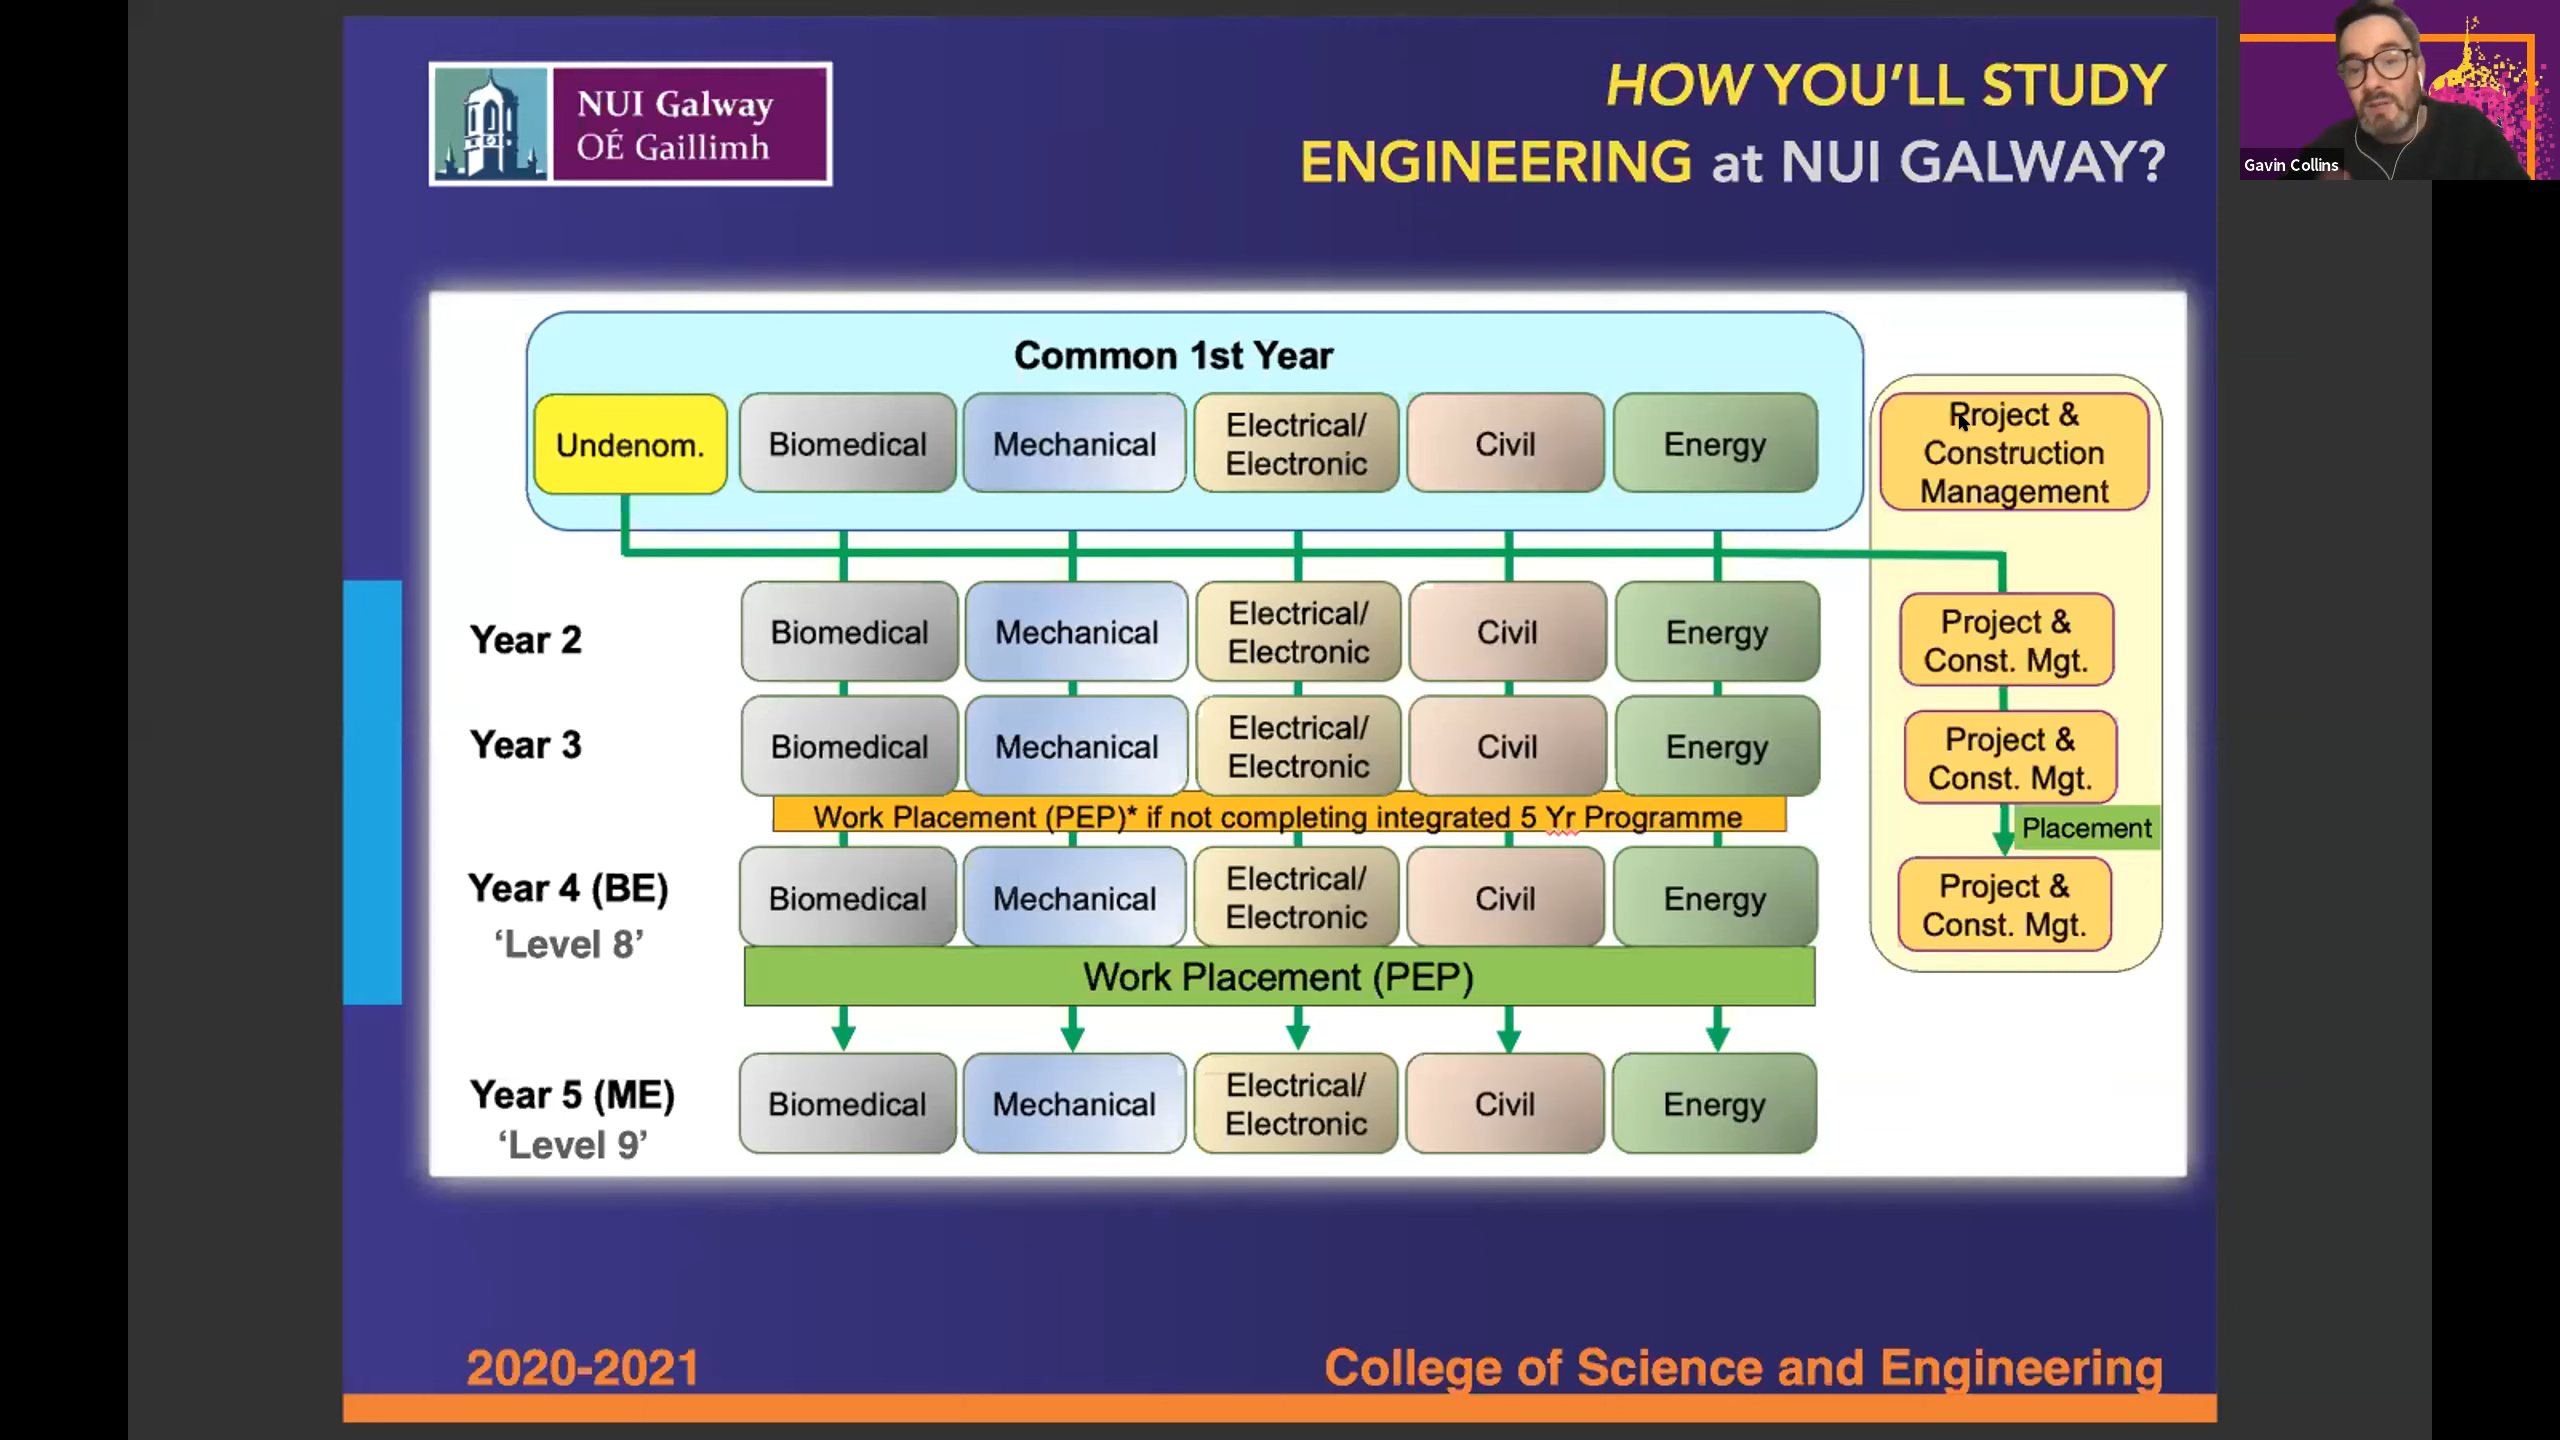 NUI Galway
OÉ Gaillimh
HOW YOU’LL STUDY
ENGINEERING at NUI GALWAY?
Gavin Collins
Common 1st Year
Undenom.
Biomedical
Mechanical
Electrical/
Electronic
Civil
Energy
Project &
Construction
Management
Year 2
Biomedical
Mechanical
Electrical/
Electronic
Civil
Energy
Project &
Const. Mgt.
Year 3
Biomedical
Mechanical
Electrical/
Electronic
Civil
Energy
Project &
Const. Mgt.
Work Placement (PEP)* if not completing integrated 5 Yr Programme
Placement
Year 4 (BE)
‘Level 8’
Biomedical
Mechanical
Electrical/
Electronic
Civil
Energy
Project &
Const. Mgt.
Work Placement (PEP)
Year 5 (ME)
‘Level 9’
Biomedical
Mechanical
Electrical/
Electronic
Civil
Energy
2020-2021
College of Science and Engineering